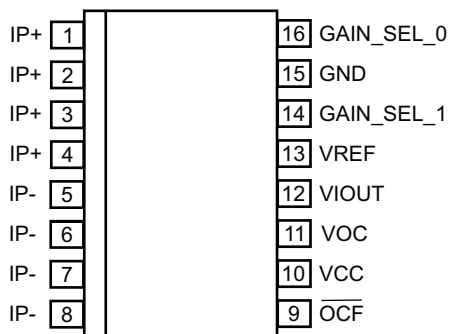 IP+ 1 16 GAIN_SEL_0
IP+ 2 15 GND
IP+ 3 14 GAIN_SEL_1
IP+ 4 13 VREF
IP- 5 12 VIOUT
IP- 6 11 VOC
IP- 7 10 VCC
IP- 8 9 O̅C̅F̅